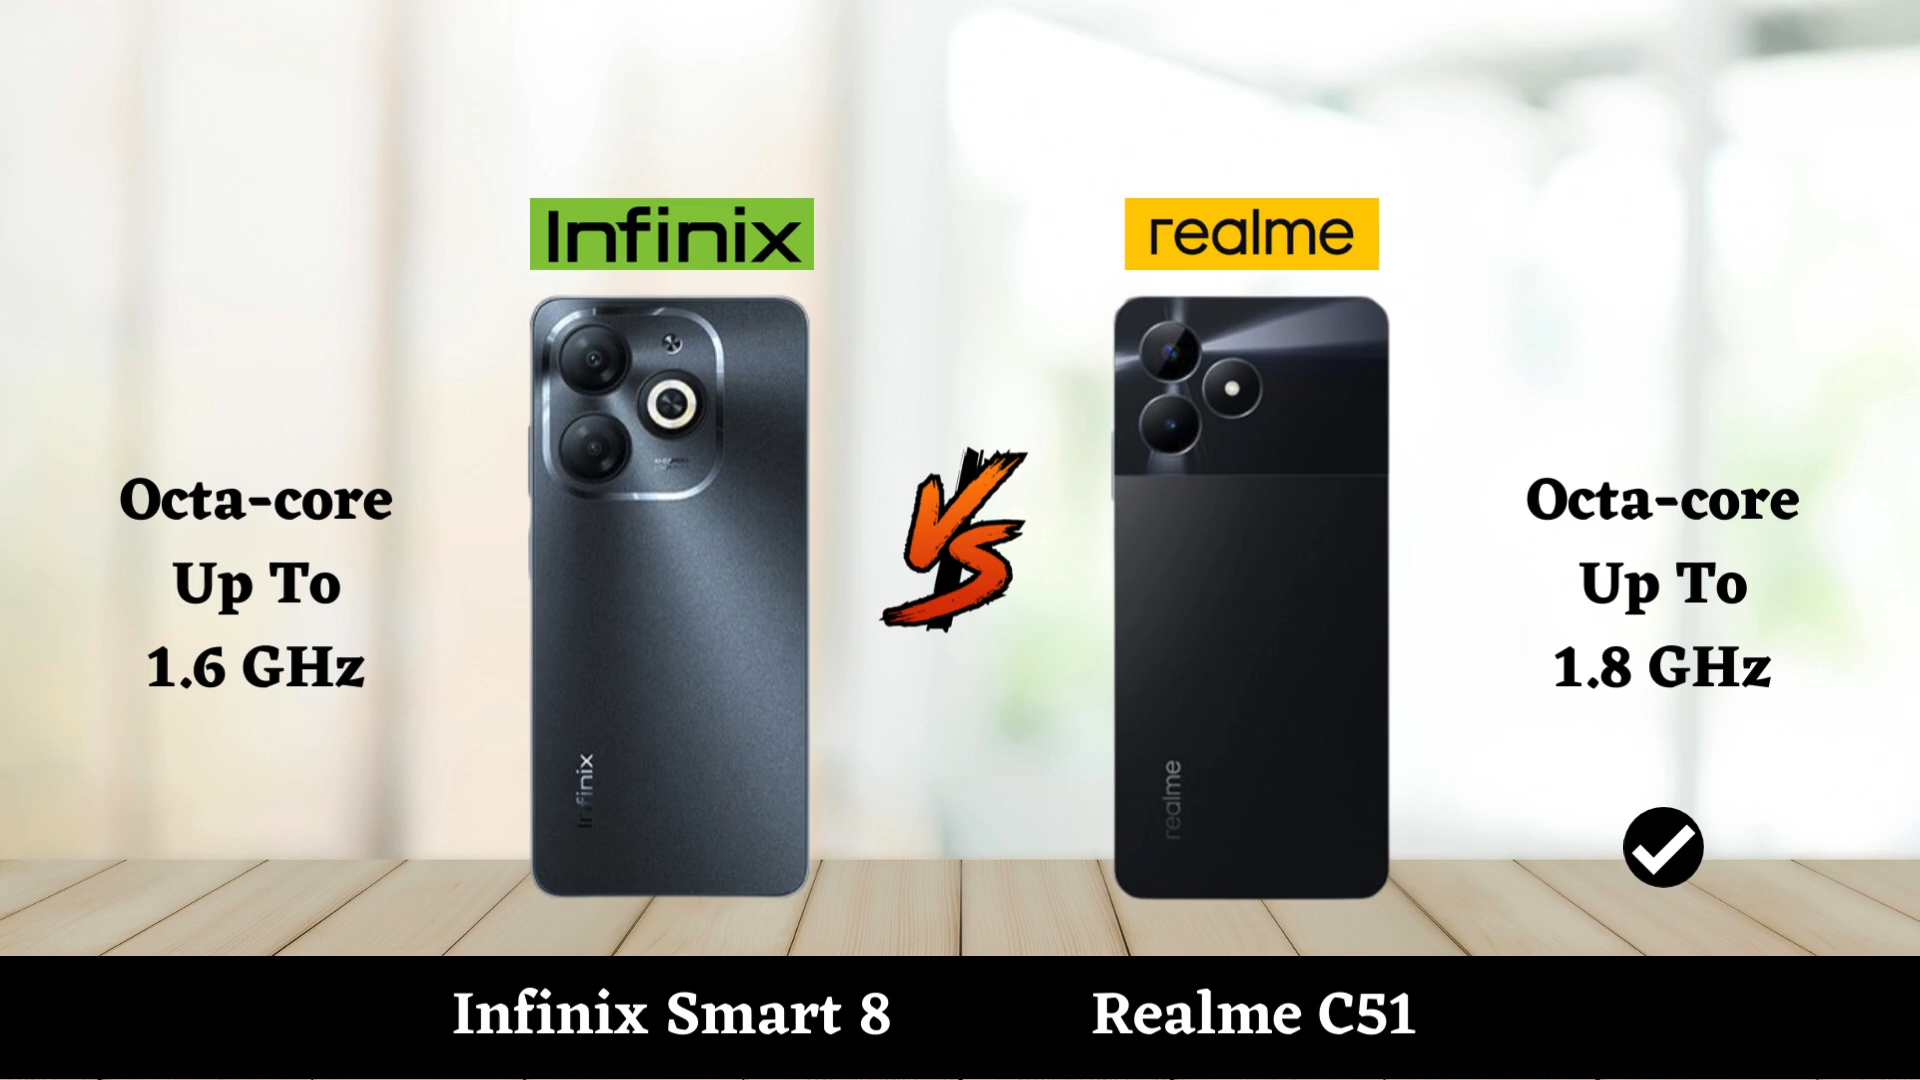 Infinix
realme
Octa-core
Up To
1.6 GHz
VS
Octa-core
Up To
1.8 GHz
Infinix
realme
Infinix Smart 8
Realme C51